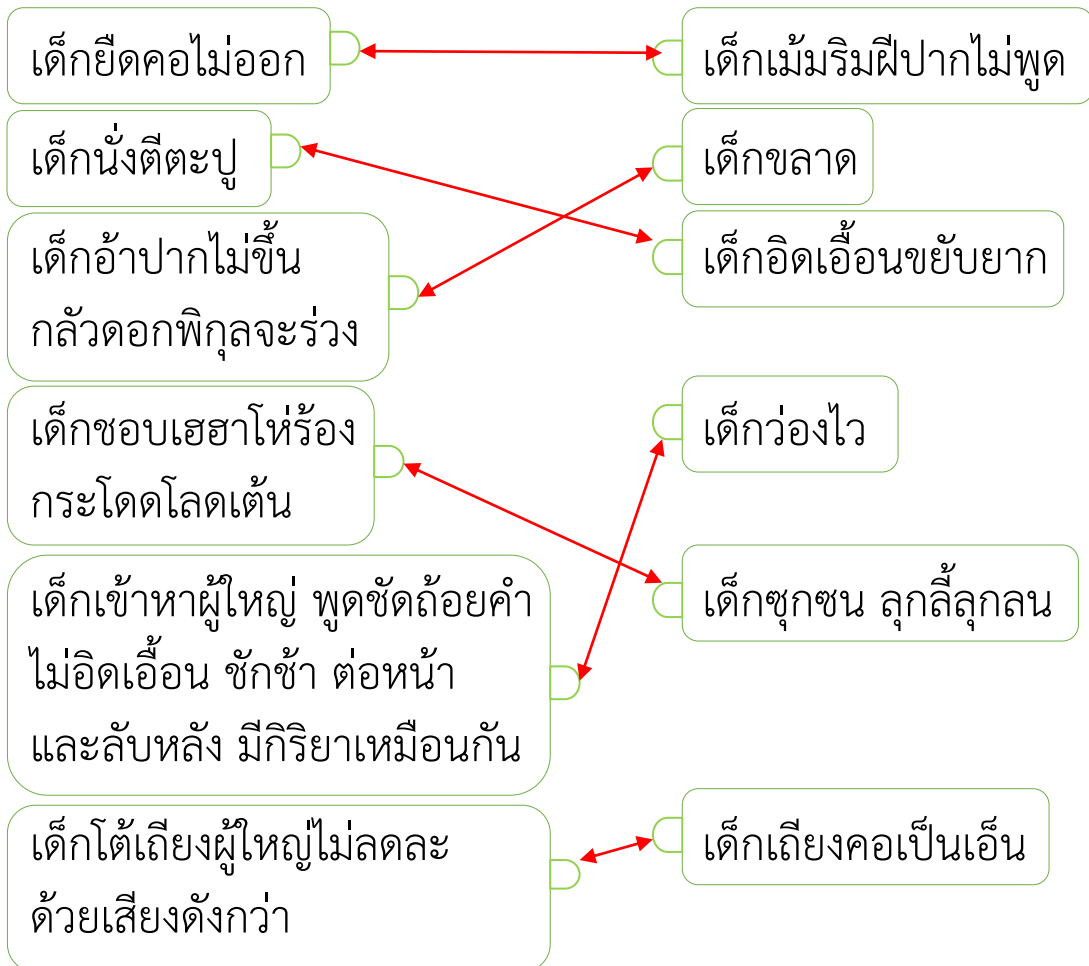 เด็กยืดคอไม่ออก
เด็กเม้มริมฝีปากไม่พูด
เด็กนั่งตีตะปู
เด็กขลาด
เด็กอ้าปากไม่ขึ้น
กลัวดอกพิกุลจะร่วง
เด็กอิดเอื้อนขยับยาก
เด็กชอบเฮฮาโห่ร้อง
กระโดดโลดเต้น
เด็กว่องไว
เด็กเข้าหาผู้ใหญ่ พูดชัดถ้อยคำ
ไม่อิดเอื้อน ชักช้า ต่อหน้า
และลับหลัง มีกิริยาเหมือนกัน
เด็กซุกซน ลุกลี้ลุกลน
เด็กโต้เถียงผู้ใหญ่ไม่ลดละ
ด้วยเสียงดังกว่า
เด็กเถียงคอเป็นเอ็น